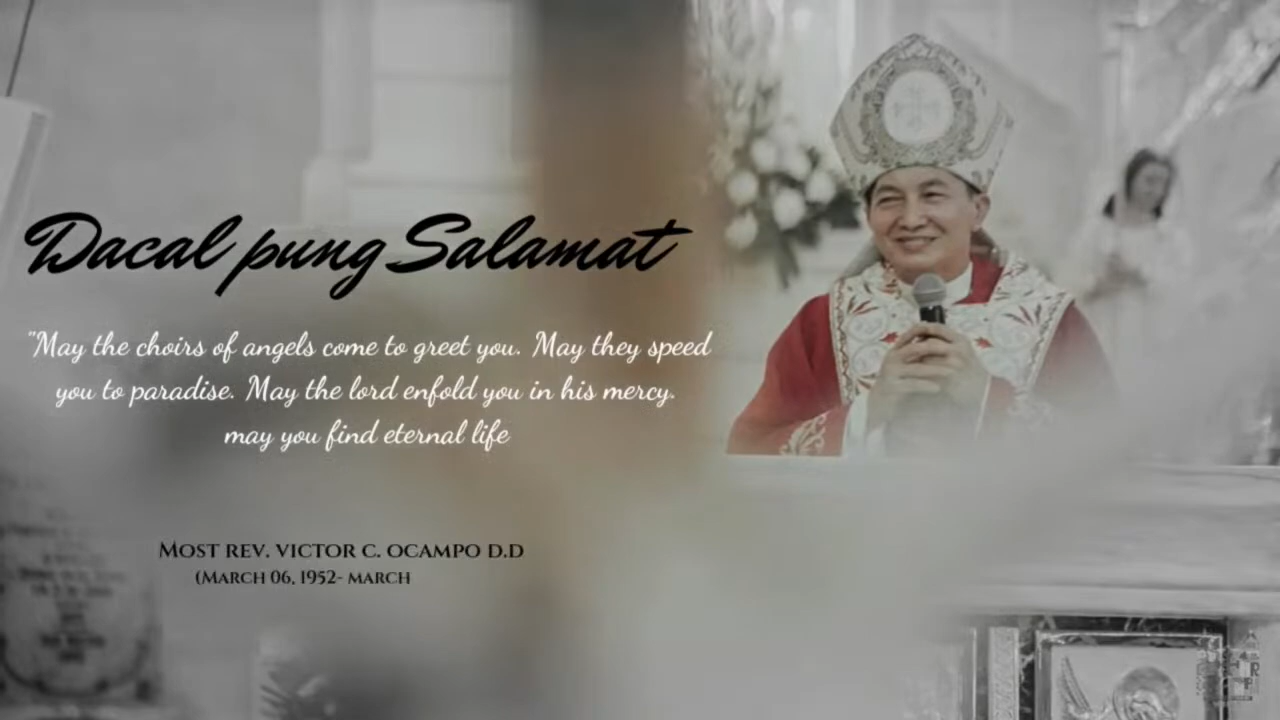 Dacal pung Salamat
"May the choirs of angels come to greet you. May they speed
you to paradise. May the lord enfold you in his mercy.
may you find eternal life
MOST REV. VICTOR C. OCAMPO D.D
(MARCH 06, 1952- MARCH